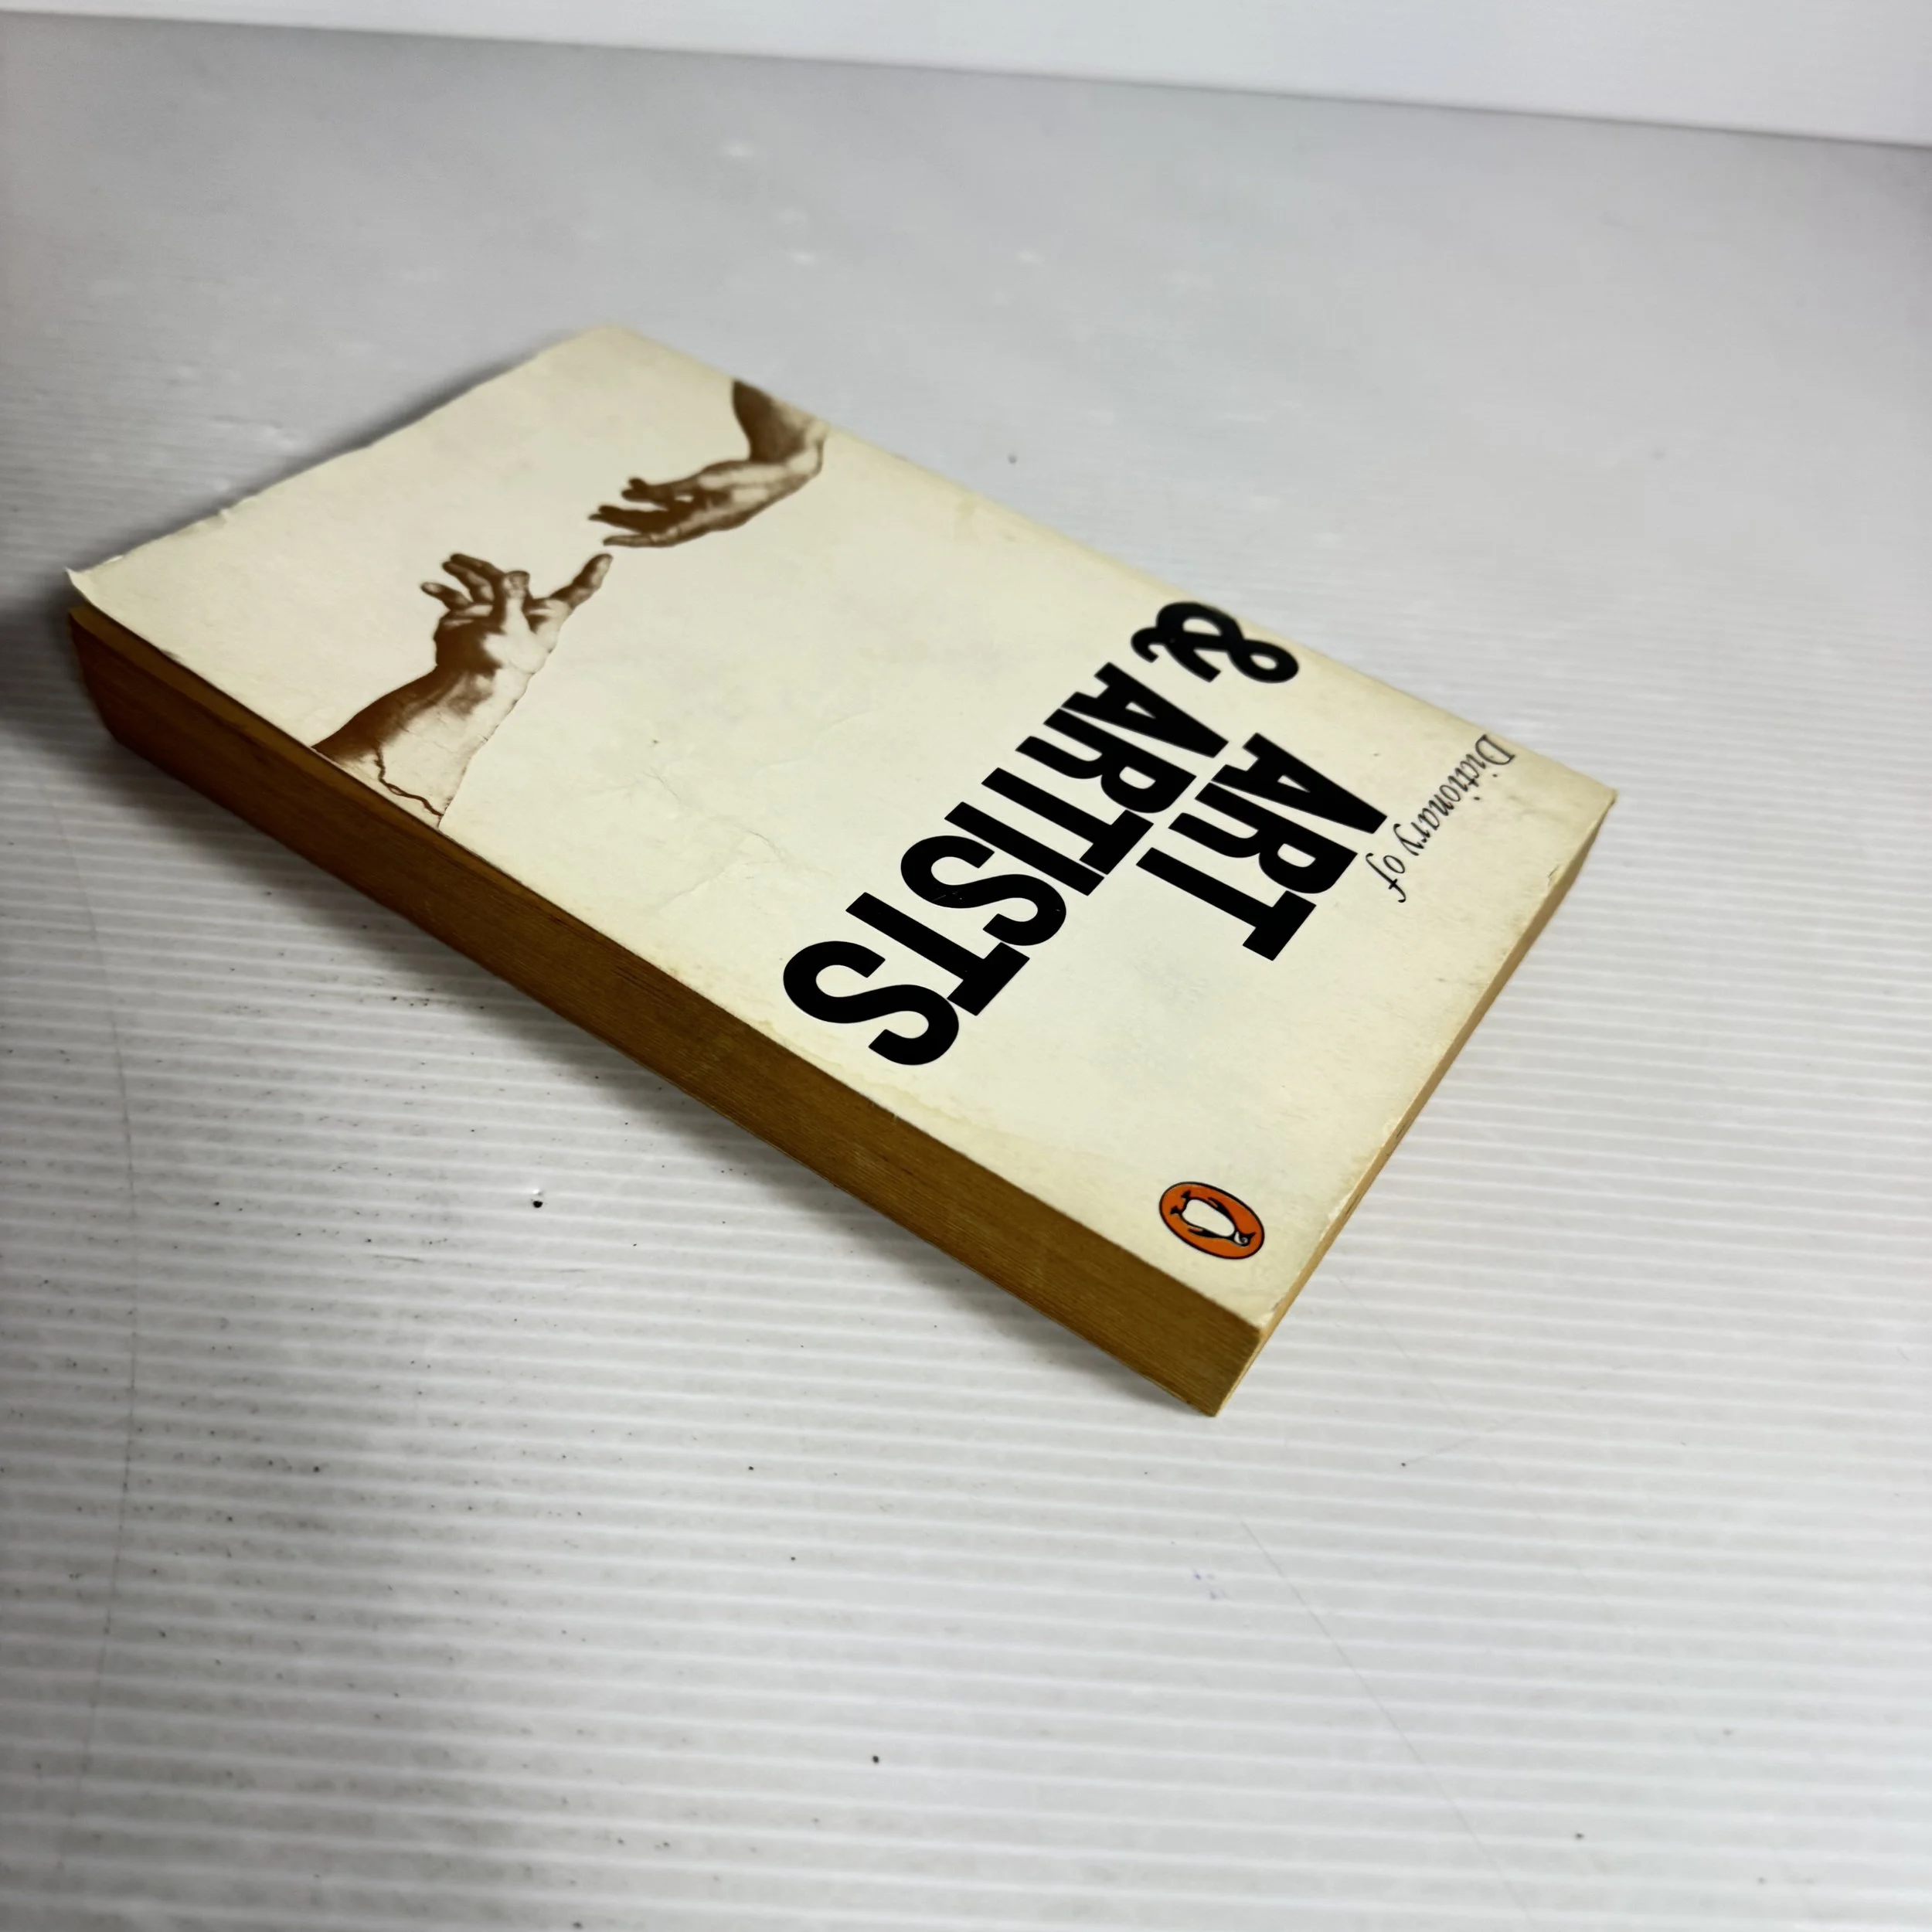 Dictionary of
ART
& ARTISTS